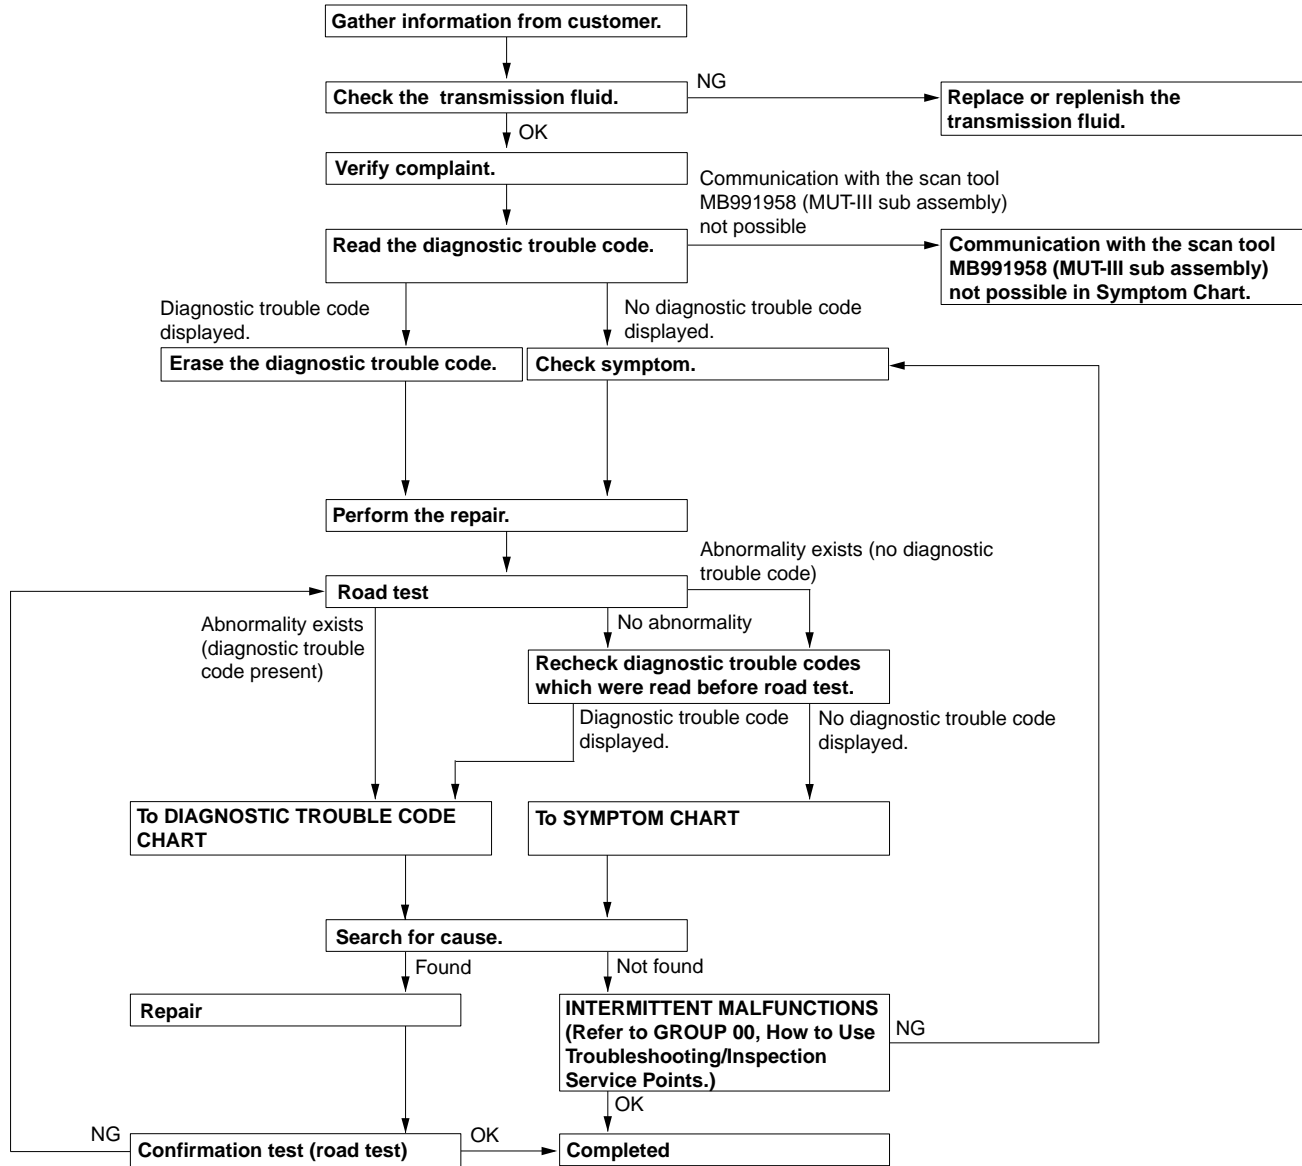 Gather information from customer.
Check the transmission fluid.
NG
Replace or replenish the
transmission fluid.
OK
Verify complaint.
Communication with the scan tool
MB991958 (MUT-III sub assembly)
not possible
Read the diagnostic trouble code.
Communication with the scan tool
MB991958 (MUT-III sub assembly)
not possible in Symptom Chart.
Diagnostic trouble code
displayed.
No diagnostic trouble code
displayed.
Erase the diagnostic trouble code.
Check symptom.
Perform the repair.
Abnormality exists (no diagnostic
trouble code)
Road test
Abnormality exists
(diagnostic trouble
code present)
No abnormality
Recheck diagnostic trouble codes
which were read before road test.
Diagnostic trouble code
displayed.
No diagnostic trouble code
displayed.
To DIAGNOSTIC TROUBLE CODE
CHART
To SYMPTOM CHART
Search for cause.
Found
Not found
Repair
INTERMITTENT MALFUNCTIONS
(Refer to GROUP 00, How to Use
Troubleshooting/Inspection
Service Points.)
NG
OK
NG
Confirmation test (road test)
OK
Completed